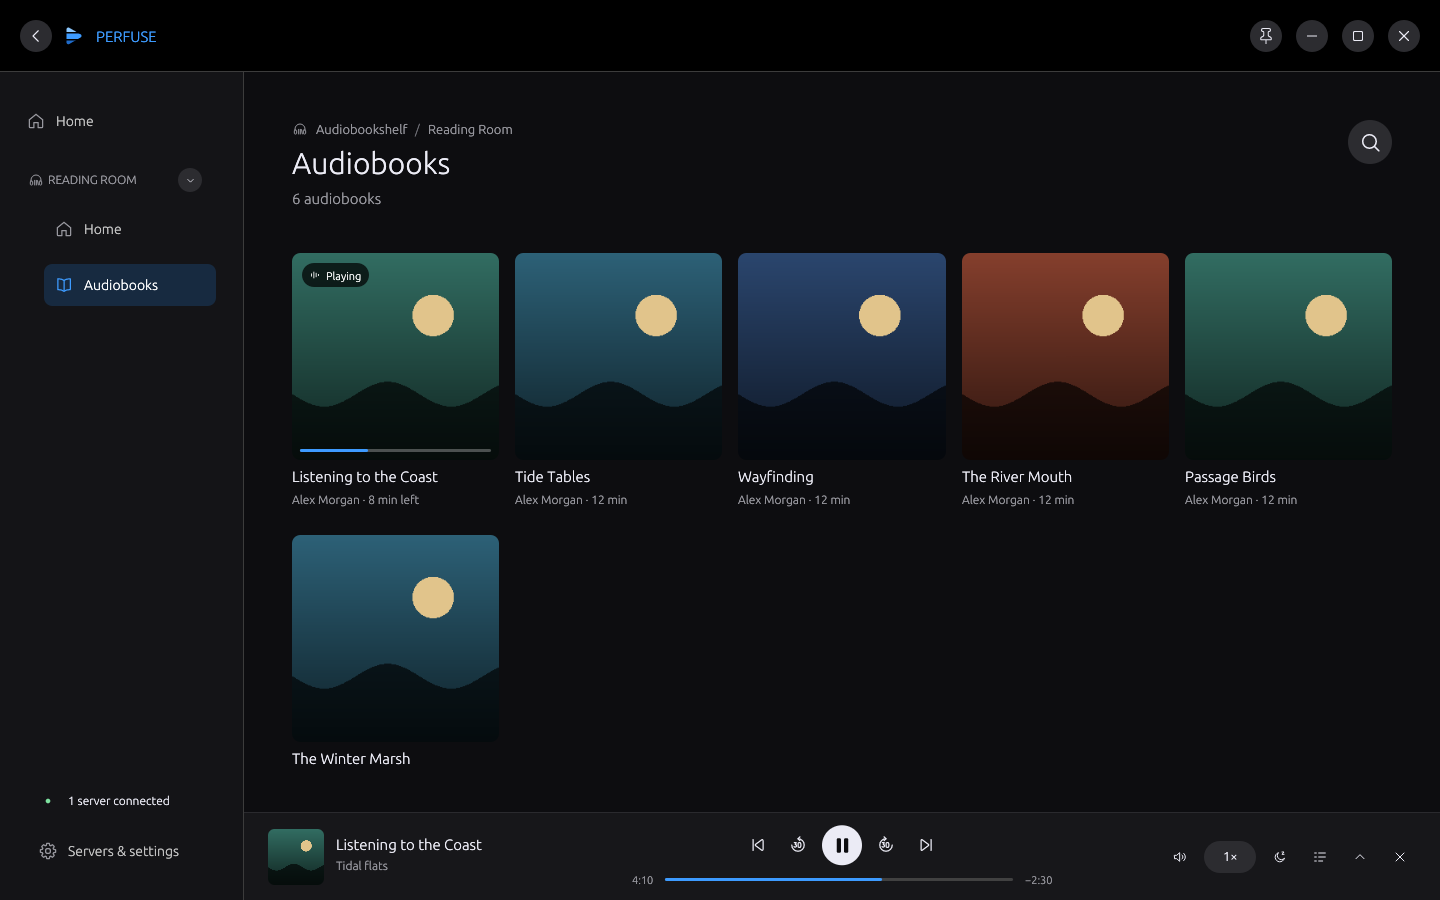 PERFUSE
Home
READING ROOM
Home
Audiobooks
1 server connected
Servers & settings
Audiobookshelf / Reading Room
Audiobooks
6 audiobooks
Playing
Listening to the Coast
Alex Morgan · 8 min left
Tide Tables
Alex Morgan · 12 min
Wayfinding
Alex Morgan · 12 min
The River Mouth
Alex Morgan · 12 min
Passage Birds
Alex Morgan · 12 min
The Winter Marsh
Listening to the Coast
Tidal flats
30
30
4:10
−2:30
1×